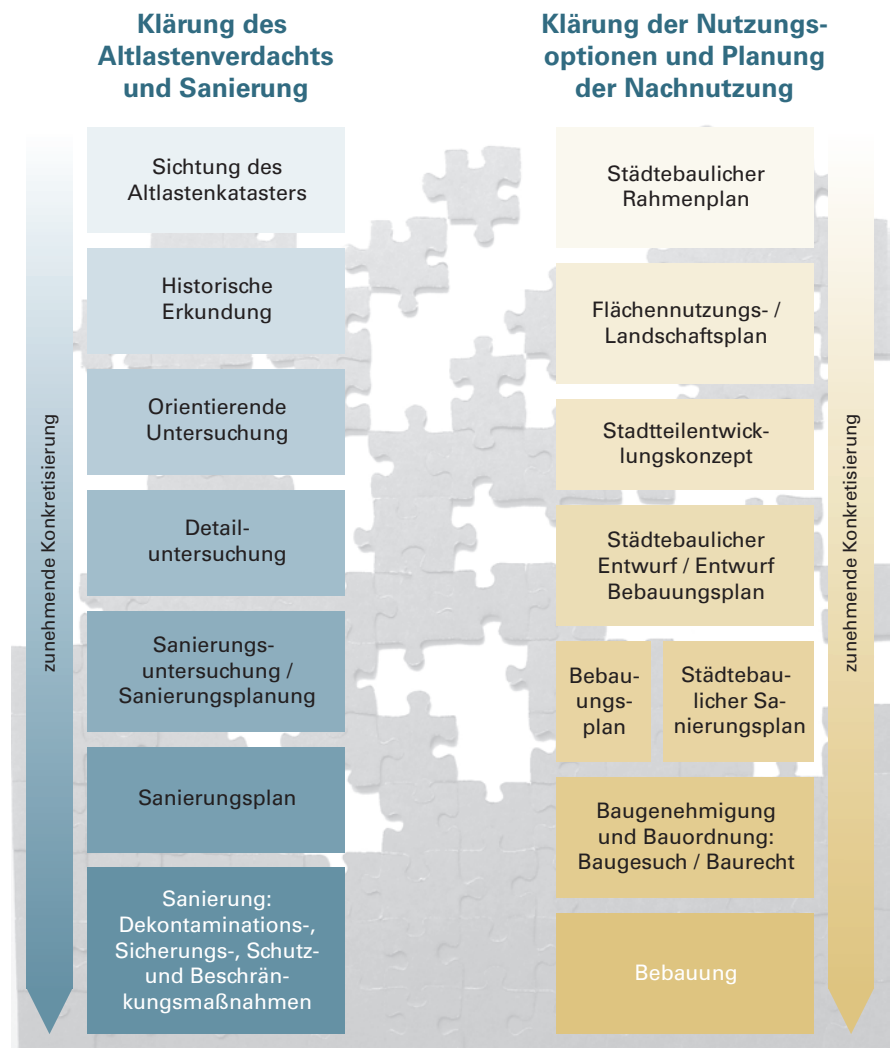 Klärung des
Altlastenverdachts
und Sanierung
zunehmende Konkretisierung
Sichtung des
Altlastenkatasters
Historische
Erkundung
Orientierende
Untersuchung
Detail-
untersuchung
Sanierungs-
untersuchung /
Sanierungsplanung
Sanierungsplan
Sanierung:
Dekontaminations-,
Sicherungs-, Schutz-
und Beschrän-
kungsmaßnahmen
Klärung der Nutzungs-
optionen und Planung
der Nachnutzung
Städtebaulicher
Rahmenplan
Flächennutzungs- /
Landschaftsplan
Stadtteilentwick-
lungskonzept
Städtebaulicher
Entwurf / Entwurf
Bebauungsplan
Bebau-
ungs-
plan
Städtebau-
licher Sa-
nierungsplan
Baugenehmigung
und Bauordnung:
Baugesuch / Baurecht
Bebauung
zunehmende Konkretisierung